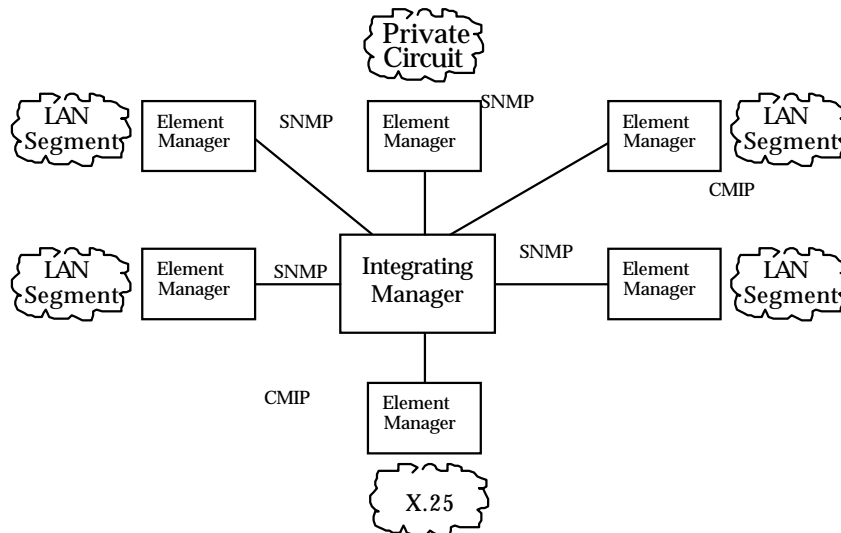 Private
Circuit
LAN
Segment
Element
Manager
SNMP
Element
Manager
SNMP
Element
Manager
LAN
Segment
CMIP
LAN
Segment
Element
Manager
SNMP
Integrating
Manager
SNMP
Element
Manager
LAN
Segment
CMIP
Element
Manager
X.25